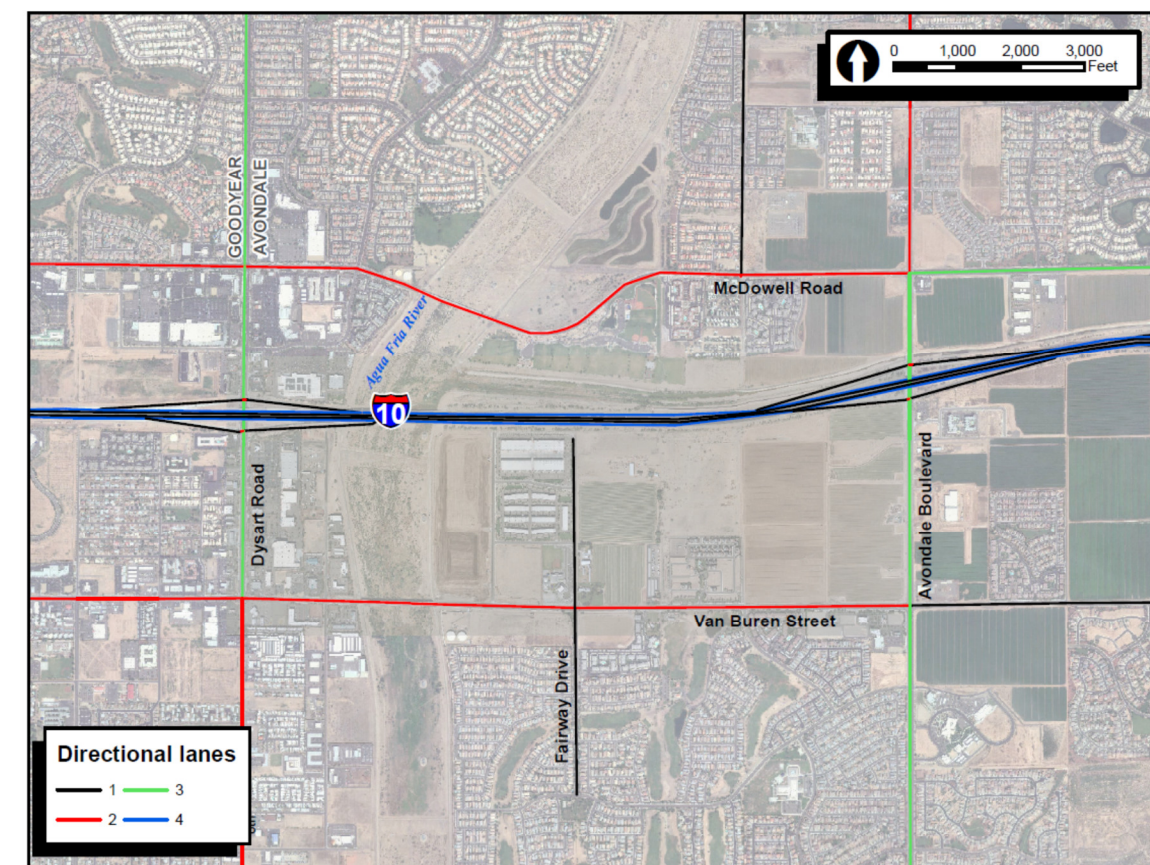 0 1,000 2,000 3,000
Feet
GOODYEAR
AVONDALE
McDowell Road
Agua Fria River
10
Dysart Road
Avondale Boulevard
Van Buren Street
Fairway Drive
Directional lanes
1 3
2 4